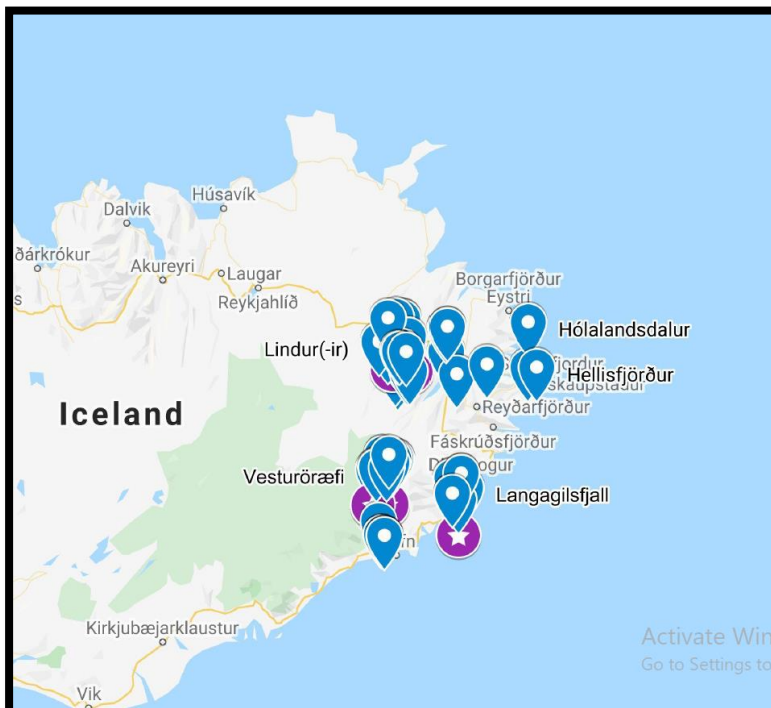 Húsavík
Dalvik
ðárkrókur
Akureyri
Laugar
Reykjahlíð
Borgarfjörður
Eystri
Hólalandsdalur
Lindur(-ir)
Hellisfjörður
Iceland
Reyðarfjörður
Fáskrúðsfjörður
Vesturöræfi
Langagilsfjall
Kirkjubæjarklaustur
Vik
Activate Win
Go to Settings to